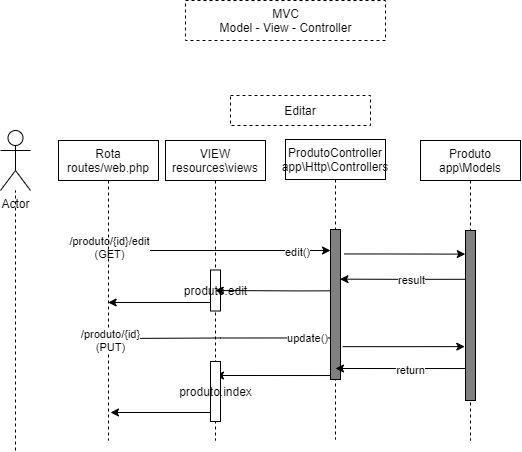 MVC
Model - View - Controller
Editar
Rota
routes/web.php
VIEW
resources\views
ProdutoController
app\Http\Controllers
Produto
app\Models
Actor
/produto/{id}/edit
(GET)
edit()
result
produto.edit
/produto/{id}
(PUT)
update()
return
produto.index